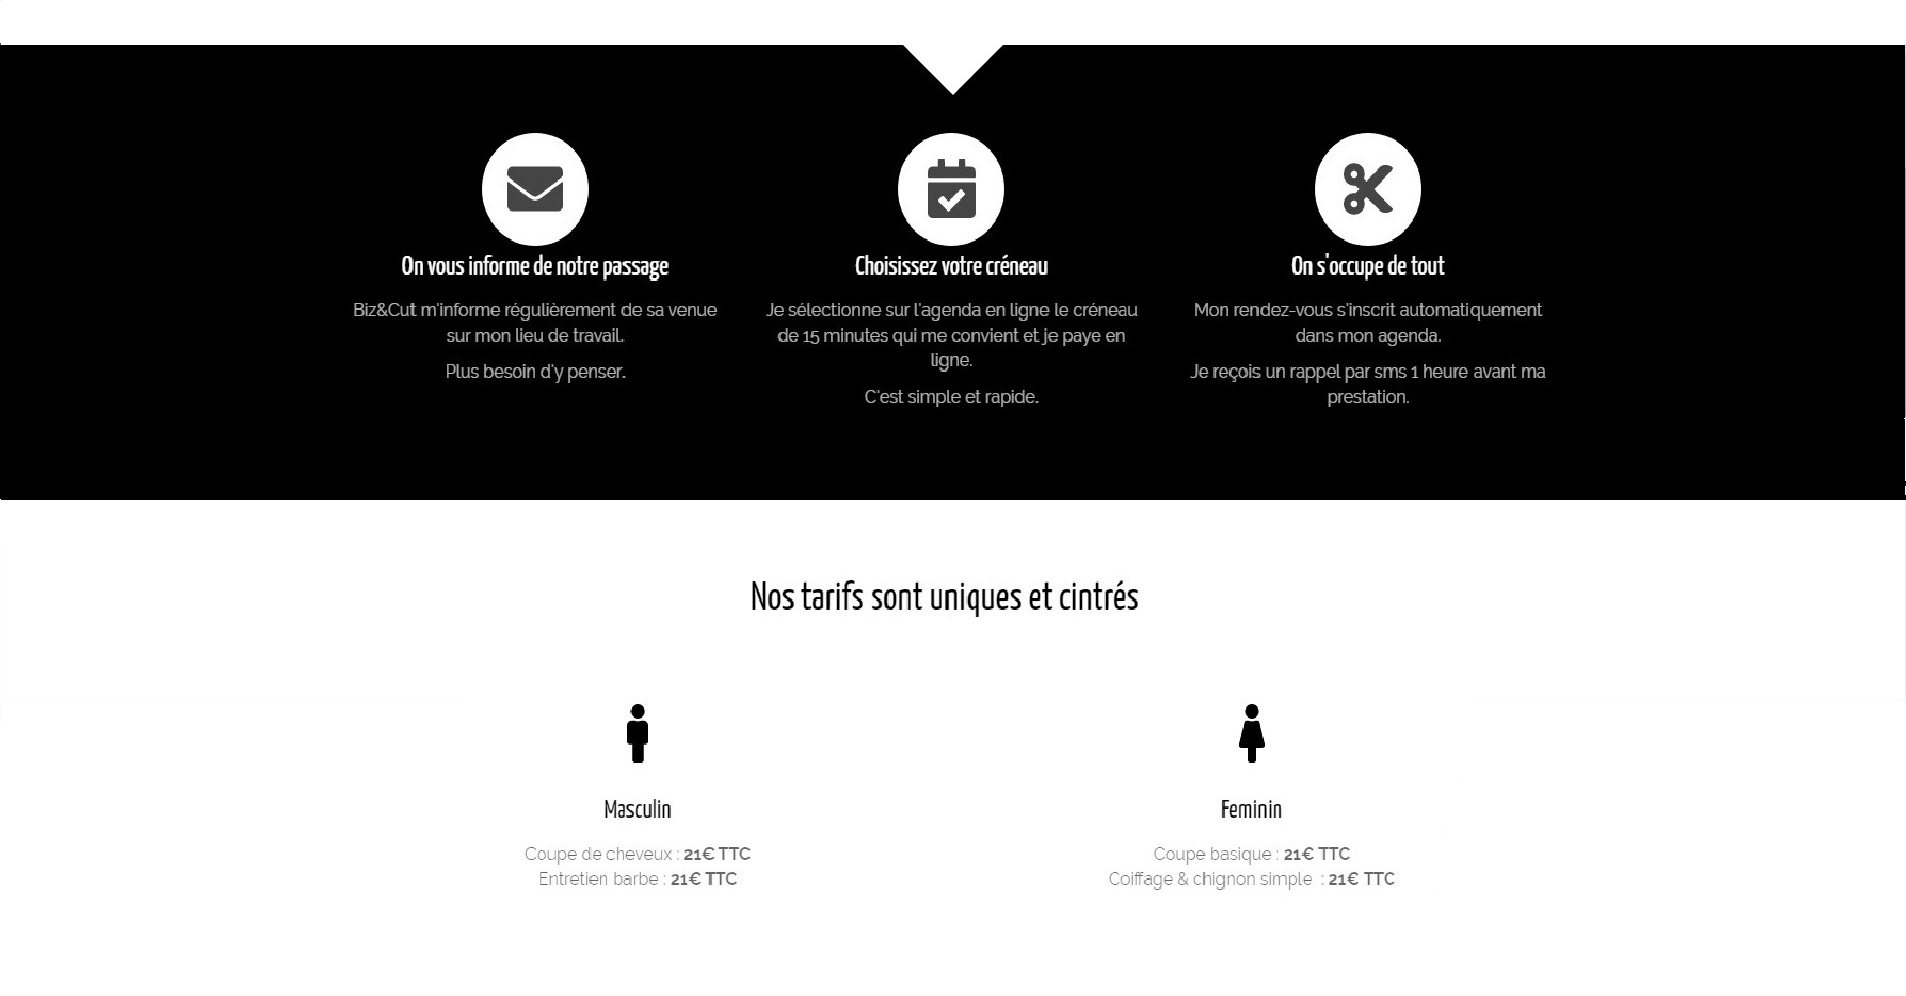 On vous informe de notre passage
Biz&Cut m'informe régulièrement de sa venue
sur mon lieu de travail.
Plus besoin d'y penser.
Choisissez votre créneau
Je sélectionne sur l'agenda en ligne le créneau
de 15 minutes qui me convient et je paye en
ligne.
C'est simple et rapide.
On s'occupe de tout
Mon rendez-vous s'inscrit automatiquement
dans mon agenda.
Je reçois un rappel par sms 1 heure avant ma
prestation.
Nos tarifs sont uniques et cintrés
Masculin
Coupe de cheveux : 21€ TTC
Entretien barbe : 21€ TTC
Feminin
Coupe basique : 21€ TTC
Coiffage & chignon simple : 21€ TTC